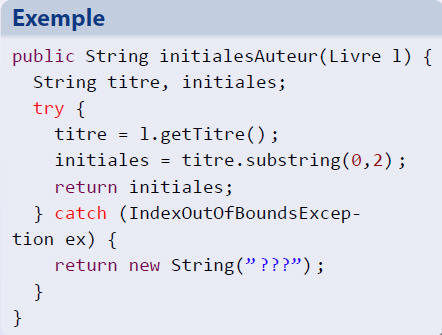 Exemple
public String initialesAuteur(Livre l) {
  String titre, initiales;
  try {
    titre = l.getTitre();
    initiales = titre.substring(0,2);
    return initiales;
  } catch (IndexOutOfBoundsExcep-
tion ex) {
    return new String(”???”);
  }
}